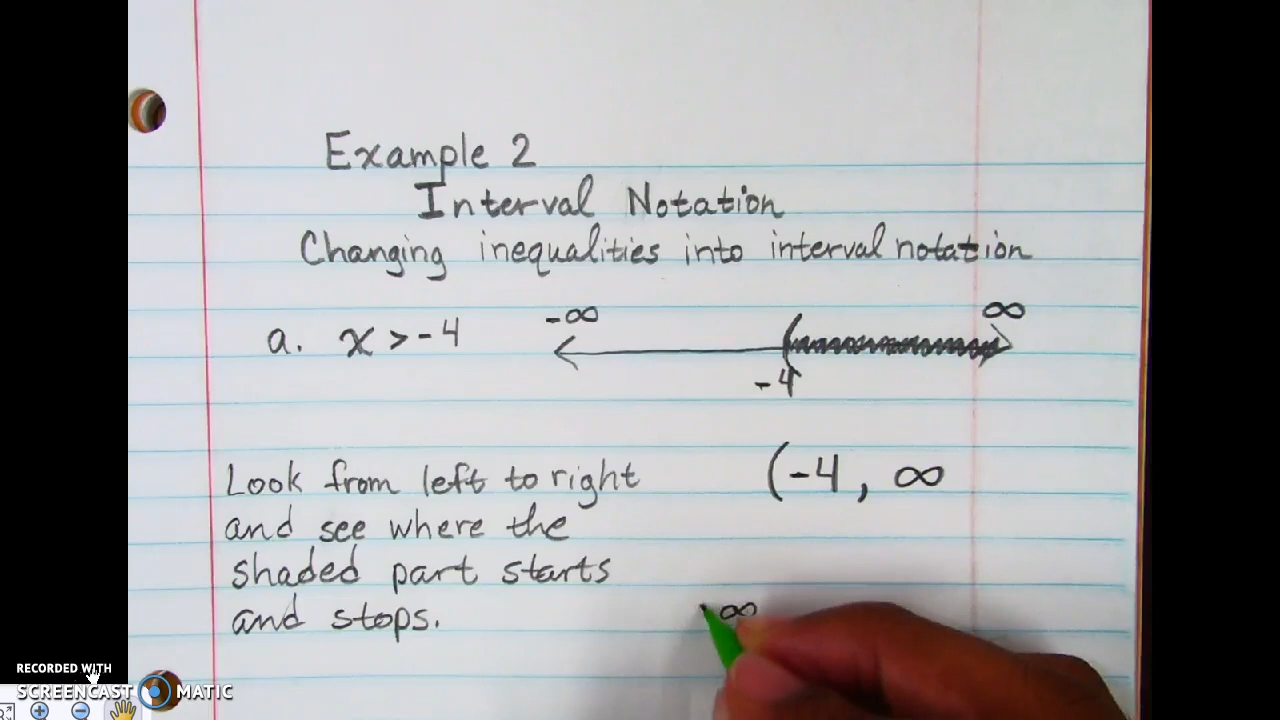 Example 2
Interval Notation
Changing inequalities into interval notation
-∞ ∞
a. x > -4
-4
Look from left to right
and see where the
shaded part starts
and stops.
(-4, ∞
∞
RECORDED WITH
SCREENCAST MATIC